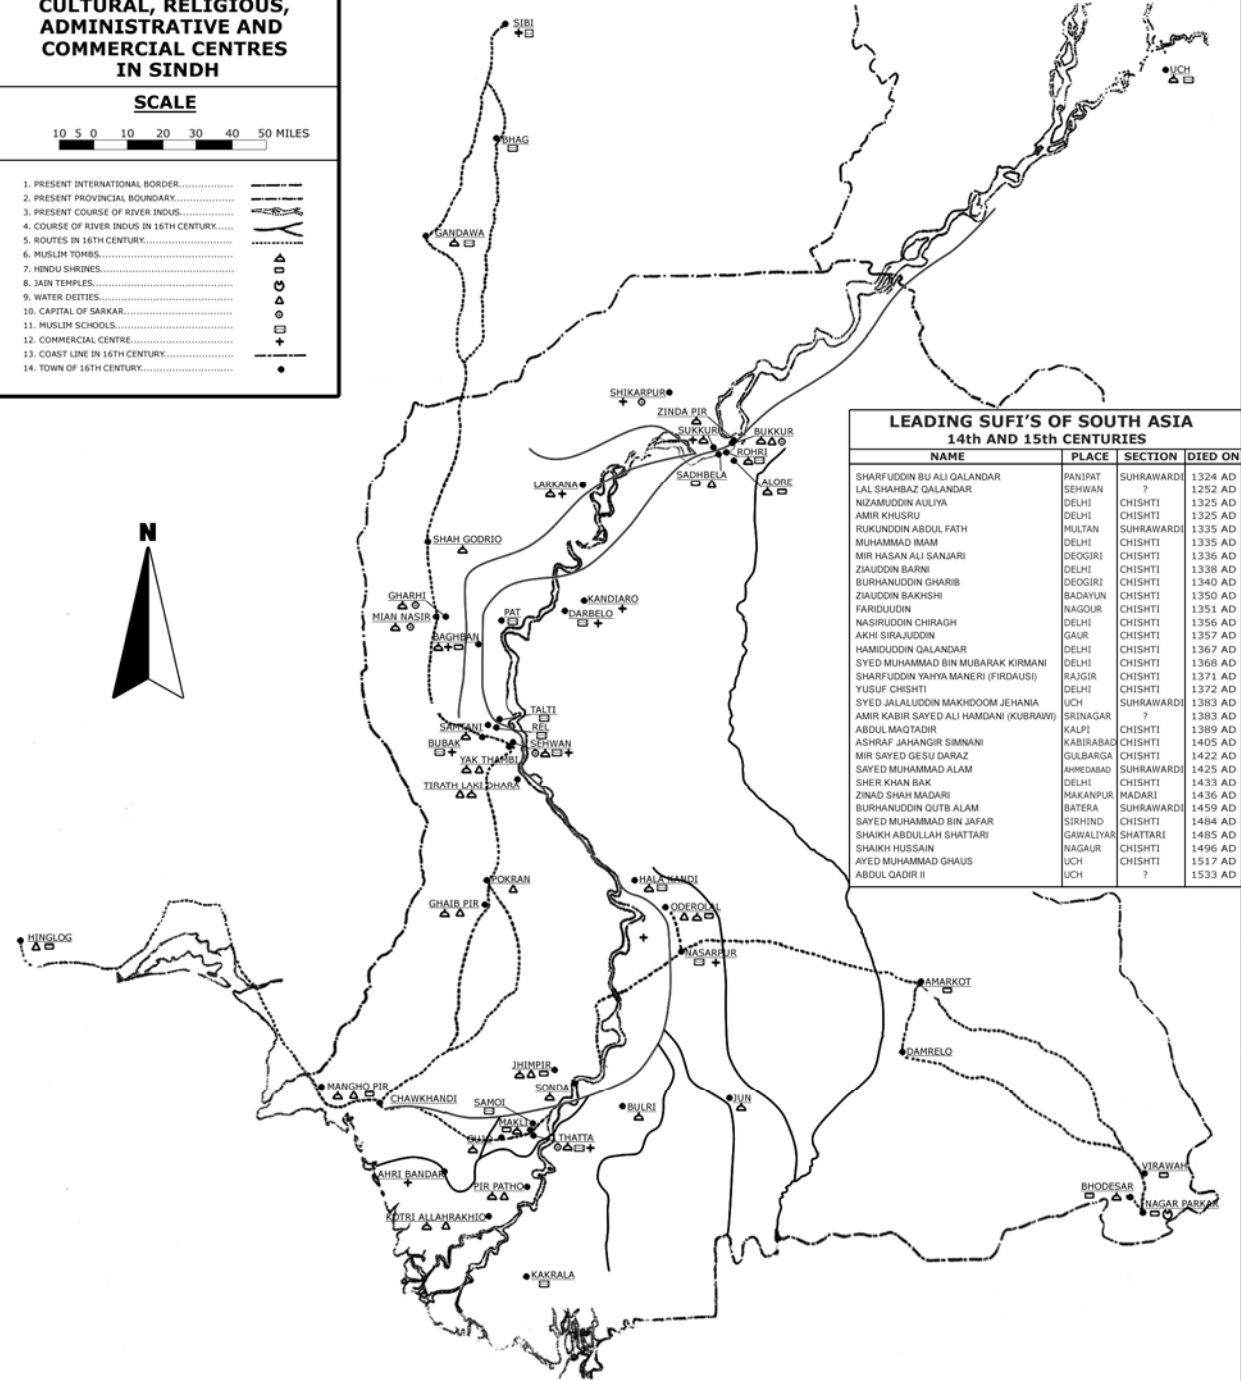 CULTURAL, RELIGIOUS,
ADMINISTRATIVE AND
COMMERCIAL CENTRES
IN SINDH
SCALE
10 5 0 10 20 30 40 50 MILES
1. PRESENT INTERNATIONAL BORDER
2. PRESENT PROVINCIAL BOUNDARY
3. PRESENT COURSE OF RIVER INDUS
4. COURSE OF RIVER INDUS IN 16TH CENTURY
5. ROUTES IN 16TH CENTURY
6. MUSLIM TOMBS
7. HINDU SHRINES
8. JAIN TEMPLES
9. WATER DEITIES
10. CAPITAL OF SARKAR
11. MUSLIM SCHOOLS
12. COMMERCIAL CENTRE
13. COAST LINE IN 16TH CENTURY
14. TOWN OF 16TH CENTURY
N
SIBI
UCH
BHAG
GANDAWA
SHIKARPUR
ZINDA PIR
SUKKUR
BUKKUR
ROHRI
SADHBELA
ALORE
LARKANA
SHAH GODRIO
GHARHI
MIAN NASIR
KANDIARO
DARBELO
PAT
BAGHBAN
TALTI
SAMTANI
REL
BUBAK
SEHWAN
YAK THAMBI
TIRATH LAKI DHARA
POKRAN
HALA KANDI
GHAIB PIR
ODEROLAL
HINGLOG
NASARPUR
AMARKOT
DAMRELO
JHIMPIR
MANGHO PIR
SONDA
CHAWKHANDI
SAMOI
BULRI
JUN
MAKLI
GUJO
THATTA
AHRI BANDAR
PIR PATHO
VIRAWAH
BHODESAR
NAGAR PARKAR
KOTRI ALLAHRAKHIO
KAKRALA
LEADING SUFI'S OF SOUTH ASIA
14th AND 15th CENTURIES
NAME PLACE SECTION DIED ON
SHARFUDDIN BU ALI QALANDAR PANIPAT SUHRAWARDI 1324 AD
LAL SHAHBAZ QALANDAR SEHWAN ? 1252 AD
NIZAMUDDIN AULIYA DELHI CHISHTI 1325 AD
AMIR KHUSRU DELHI CHISHTI 1325 AD
RUKUNDDIN ABDUL FATH MULTAN SUHRAWARDI 1335 AD
MUHAMMAD IMAM DELHI CHISHTI 1335 AD
MIR HASAN ALI SANJARI DEOGIRI CHISHTI 1336 AD
ZIAUDDIN BARNI DELHI CHISHTI 1338 AD
BURHANUDDIN GHARIB DEOGIRI CHISHTI 1340 AD
ZIAUDDIN BAKHSHI BADAYUN CHISHTI 1350 AD
FARIDUUDIN NAGOUR CHISHTI 1351 AD
NASIRUDDIN CHIRAGH DELHI CHISHTI 1356 AD
AKHI SIRAJUDDIN GAUR CHISHTI 1357 AD
HAMIDUDDIN QALANDAR DELHI CHISHTI 1367 AD
SYED MUHAMMAD BIN MUBARAK KIRMANI DELHI CHISHTI 1368 AD
SHARFUDDIN YAHYA MANERI (FIRDAUSI) RAJGIR CHISHTI 1371 AD
YUSUF CHISHTI DELHI CHISHTI 1372 AD
SYED JALALUDDIN MAKHDOOM JEHANIA UCH SUHRAWARDI 1383 AD
AMIR KABIR SAYED ALI HAMDANI (KUBRAWI) SRINAGAR ? 1383 AD
ABDUL MAQTADIR KALPI CHISHTI 1389 AD
ASHRAF JAHANGIR SIMNANI KABIRABAD CHISHTI 1405 AD
MIR SAYED GESU DARAZ GULBARGA CHISHTI 1422 AD
SAYED MUHAMMAD ALAM AHMEDABAD SUHRAWARDI 1425 AD
SHER KHAN BAK DELHI CHISHTI 1433 AD
ZINAD SHAH MADARI MAKANPUR MADARI 1436 AD
BURHANUDDIN QUTB ALAM BATERA SUHRAWARDI 1459 AD
SAYED MUHAMMAD BIN JAFAR SIRHIND CHISHTI 1484 AD
SHAIKH ABDULLAH SHATTARI GAWALIYAR SHATTARI 1485 AD
SHAIKH HUSSAIN NAGAUR CHISHTI 1496 AD
AYED MUHAMMAD GHAUS UCH CHISHTI 1517 AD
ABDUL QADIR II UCH ? 1533 AD